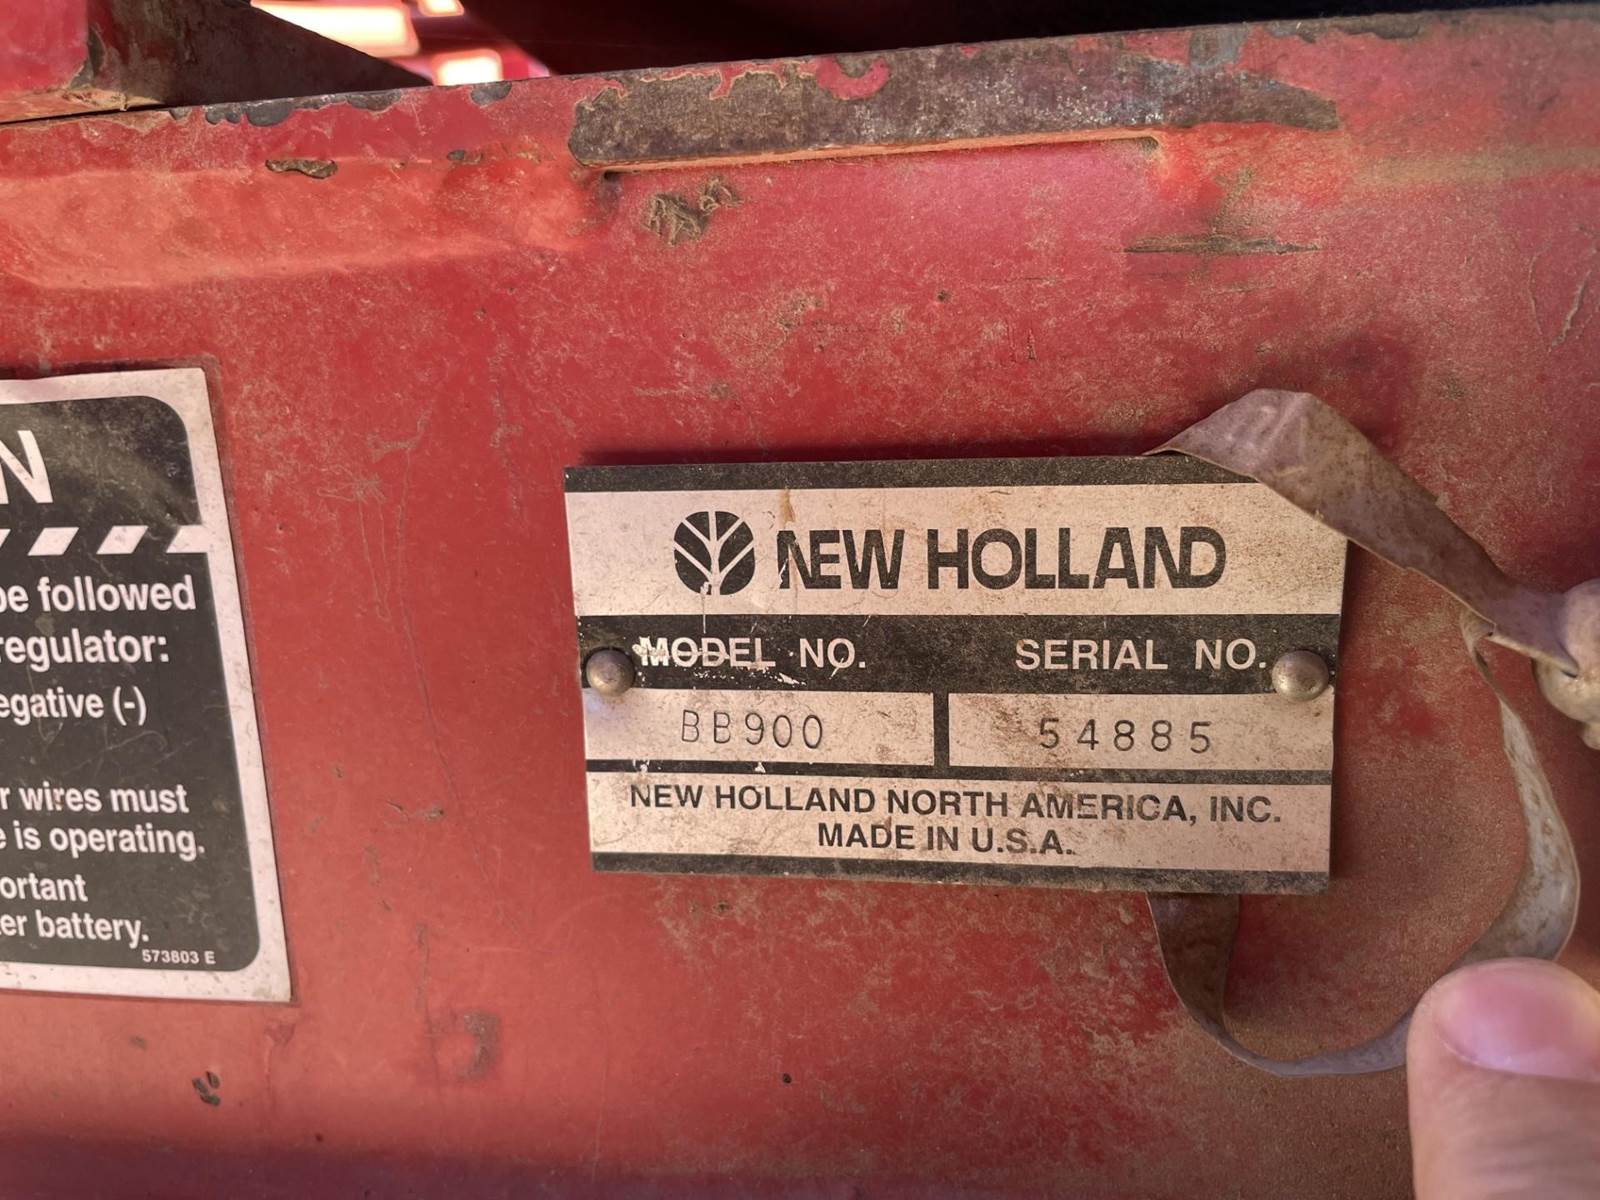 N
be followed
regulator:
egative (-)
r wires must
e is operating.
ortant
er battery.
573803 E
NEW HOLLAND
MODEL NO. SERIAL NO.
BB900 54885
NEW HOLLAND NORTH AMERICA, INC.
MADE IN U.S.A.